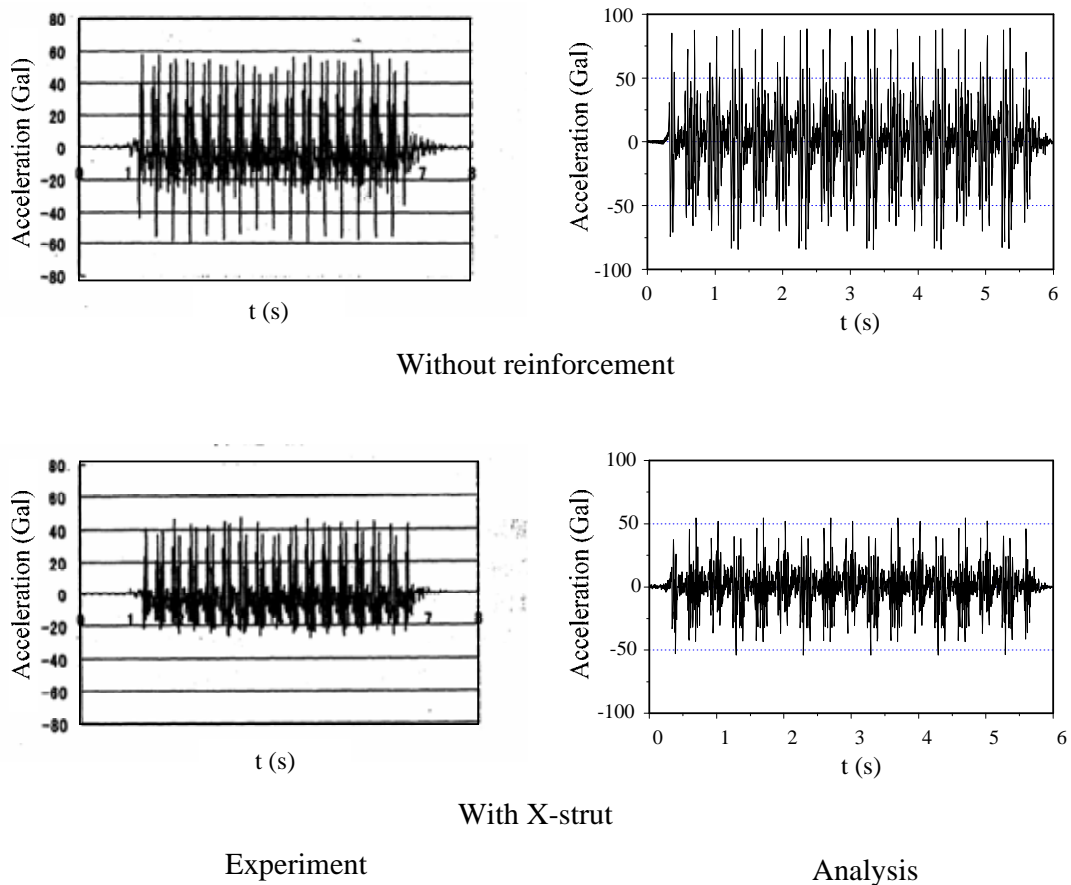 80
60
40
20
0
-20
-40
-60
-80
Acceleration (Gal)
0 1 7 8
t (s)
100
50
0
-50
-100
Acceleration (Gal)
0 1 2 3 4 5 6
t (s)
Without reinforcement
80
60
40
20
0
-20
-40
-60
-80
Acceleration (Gal)
1 7 8
t (s)
100
50
0
-50
-100
Acceleration (Gal)
0 1 2 3 4 5 6
t (s)
With X-strut
Experiment
Analysis